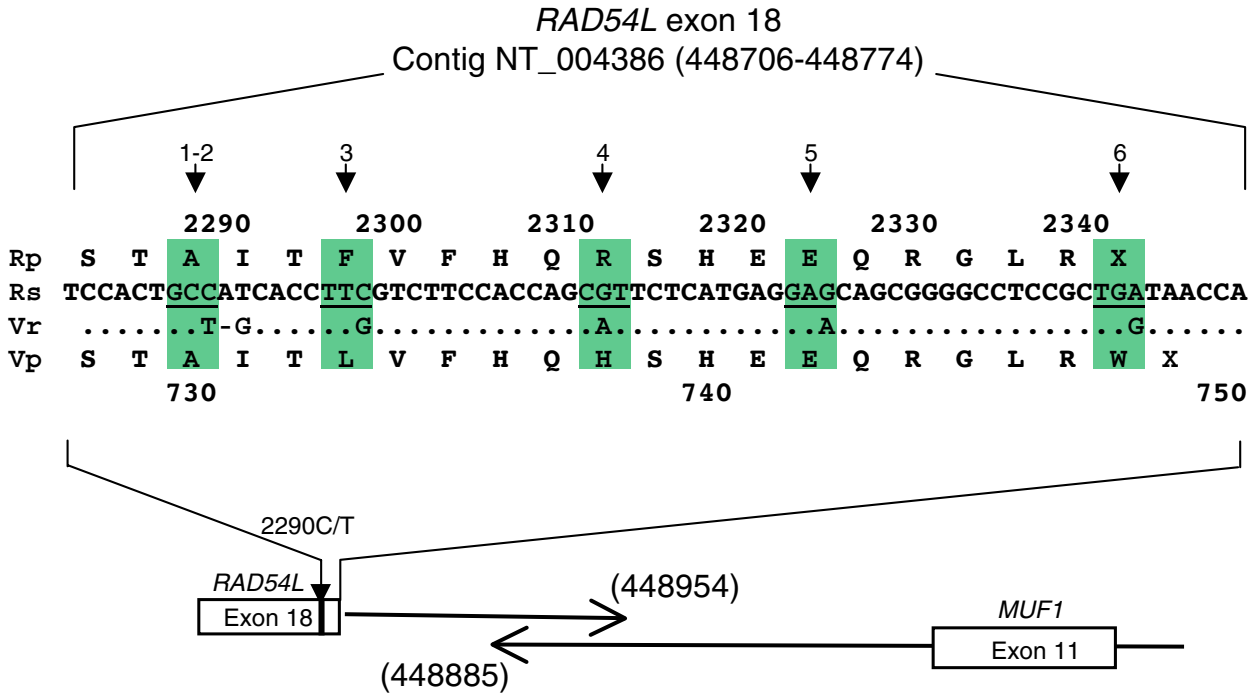 RAD54L exon 18
Contig NT_004386 (448706-448774)
1-2 3 4 5 6
2290 2300 2310 2320 2330 2340
Rp S T A I T F V F H Q R S H E E Q R G L R X
Rs TCCACTGCCATCACCTTCGTCTTCCACCAGCGTTCTCATGAGGAGCAGCGGGGCCTCCGCTGATAACCA
Vr .......T-G......G.............A............A.................G......
Vp S T A I T L V F H Q H S H E E Q R G L R W X
730 740 750
2290C/T
RAD54L
Exon 18
(448954)
MUF1
Exon 11
(448885)